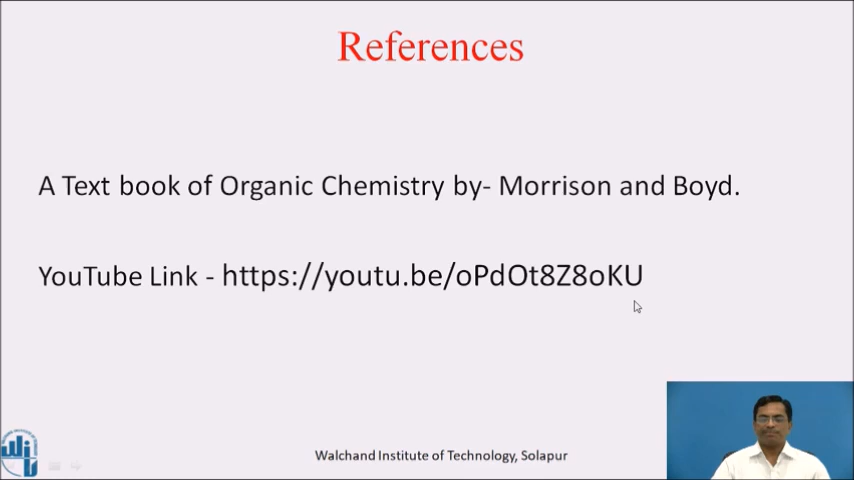 References
A Text book of Organic Chemistry by- Morrison and Boyd.
YouTube Link - https://youtu.be/oPdOt8Z8oKU
Walchand Institute of Technology, Solapur